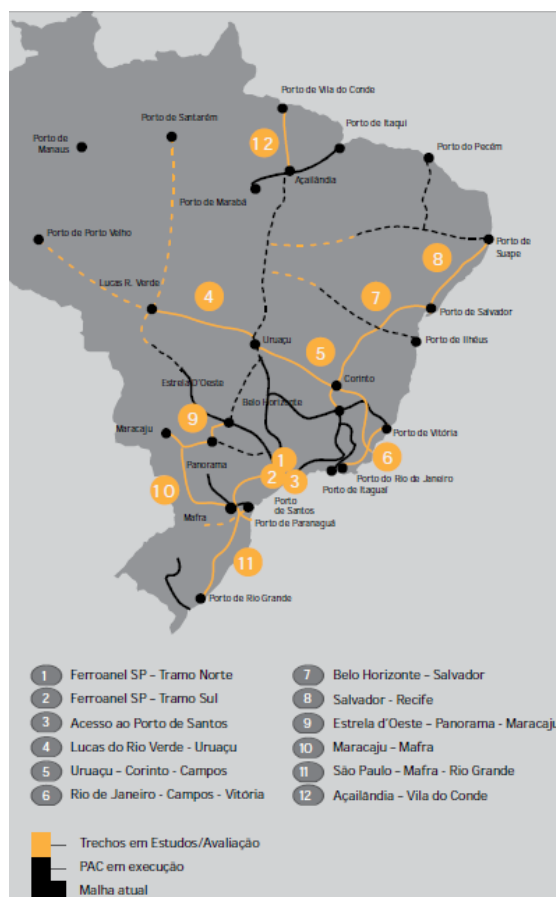 Porto de Vila do Conde
Porto de Santarém
Porto de Itaqui
Porto de
Manaus
12
Porto do Pecém
Açailândia
Porto de Marabá
Porto de Porto Velho
Porto de
Suape
8
Lucas R. Verde
4
7
Porto de Salvador
Uruaçu
5
Porto de Ilhéus
Estrela D'Oeste
Corinto
Belo Horizonte
9
Maracaju
Porto de Vitória
1
6
Panorama
2
3
Porto do Rio de Janeiro
Porto de Itaguaí
10
Porto
de Santos
Mafra
Porto de Paranaguá
11
Porto de Rio Grande
1 Ferroanel SP – Tramo Norte
2 Ferroanel SP – Tramo Sul
3 Acesso ao Porto de Santos
4 Lucas do Rio Verde - Uruaçu
5 Uruaçu – Corinto - Campos
6 Rio de Janeiro - Campos - Vitória
7 Belo Horizonte – Salvador
8 Salvador - Recife
9 Estrela d'Oeste – Panorama - Maracaju
10 Maracaju – Mafra
11 São Paulo – Mafra - Rio Grande
12 Açailândia – Vila do Conde
Trechos em Estudos/Avaliação
PAC em execução
Malha atual